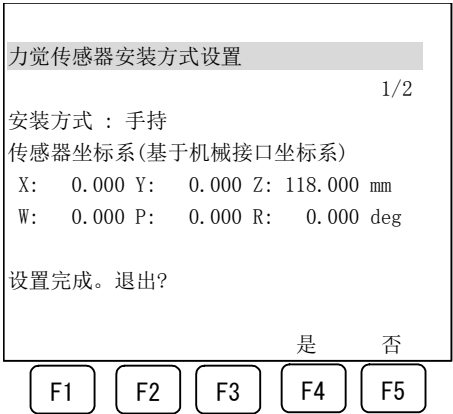 力觉传感器安装方式设置
1/2
安装方式 : 手持
传感器坐标系(基于机械接口坐标系)
X: 0.000 Y: 0.000 Z: 118.000 mm
W: 0.000 P: 0.000 R: 0.000 deg
设置完成。退出?
是 否
F1 F2 F3 F4 F5